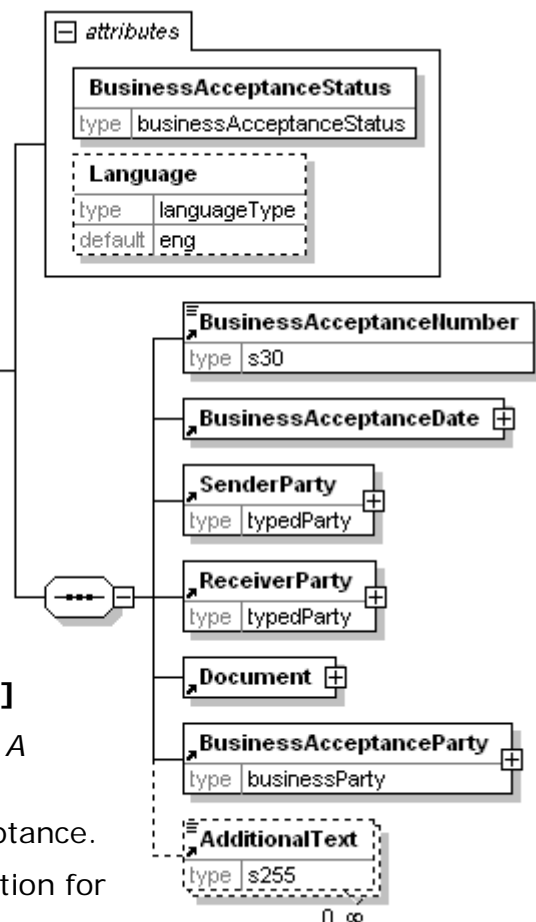 attributes
BusinessAcceptanceStatus
type businessAcceptanceStatus
Language
type languageType
default eng
BusinessAcceptanceNumber
type s30
BusinessAcceptanceDate
SenderParty
type typedParty
ReceiverParty
type typedParty
Document
]
A
BusinessAcceptanceParty
type businessParty
ptance.
AdditionalText
tion for
type s255
0..∞